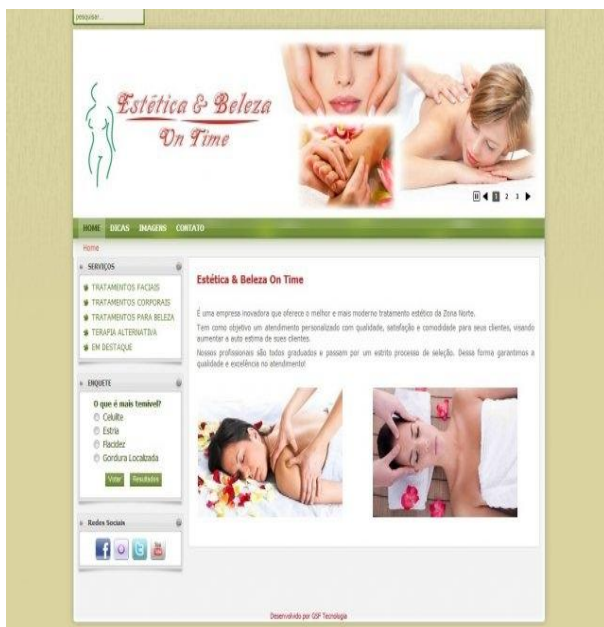 pesquisar...
Estética & Beleza
On Time
1 2 3
HOME DICAS IMAGENS CONTATO
Home
SERVIÇOS
TRATAMENTOS FACIAIS
TRATAMENTOS CORPORAIS
TRATAMENTOS PARA BELEZA
TERAPIA ALTERNATIVA
EM DESTAQUE
ENQUETE
O que é mais temível?
Celulite
Estria
Flacidez
Gordura Localizada
Votar Resultados
Redes Sociais
Estética & Beleza On Time
É uma empresa inovadora que oferece o melhor e mais moderno tratamento estético da Zona Norte.
Tem como objetivo um atendimento personalizado com qualidade, satisfação e comodidade para seus clientes, visando
aumentar a auto estima de sues clientes.
Nossos profissionais são todos graduados e passam por um estrito processo de seleção. Dessa forma garantimos a
qualidade e excelência no atendimento!
Desenvolvido por GSP Tecnologia